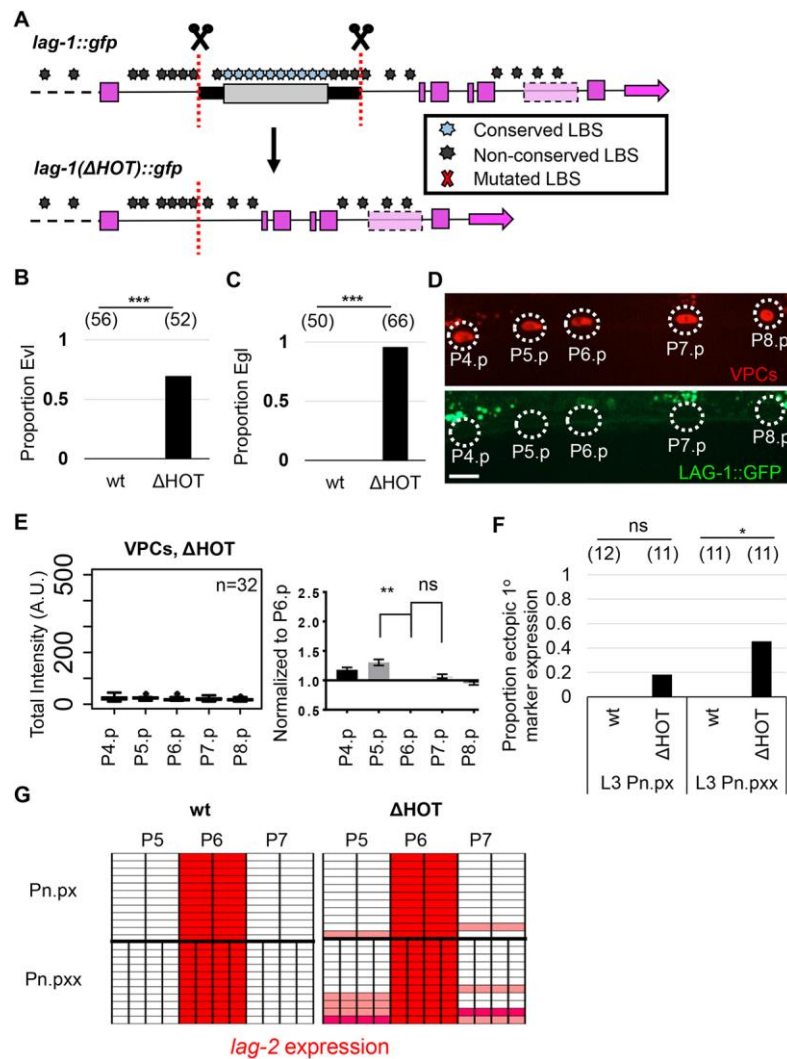 A
lag-1::gfp
lag-1(ΔHOT)::gfp
Conserved LBS
Non-conserved LBS
Mutated LBS
B
***
(56) (52)
Proportion Evl
1
0.5
0
wt ΔHOT
C
***
(50) (66)
Proportion Egl
1
0.5
0
wt ΔHOT
D
P4.p P5.p P6.p P7.p P8.p
VPCs
P4.p P5.p P6.p P7.p P8.p
LAG-1::GFP
E
VPCs, ΔHOT
n=32
Total Intensity (A.U.)
500
200
0
P4.p P5.p P6.p P7.p P8.p
Normalized to P6.p
2.5
2.0
1.5
1.0
0.5
** ns
P4.p P5.p P6.p P7.p P8.p
F
ns *
(12) (11) (11) (11)
Proportion ectopic 1º
marker expression
1
0.8
0.6
0.4
0.2
0
wt ΔHOT wt ΔHOT
L3 Pn.px L3 Pn.pxx
G
wt ΔHOT
P5 P6 P7 P5 P6 P7
Pn.px
Pn.pxx
lag-2 expression